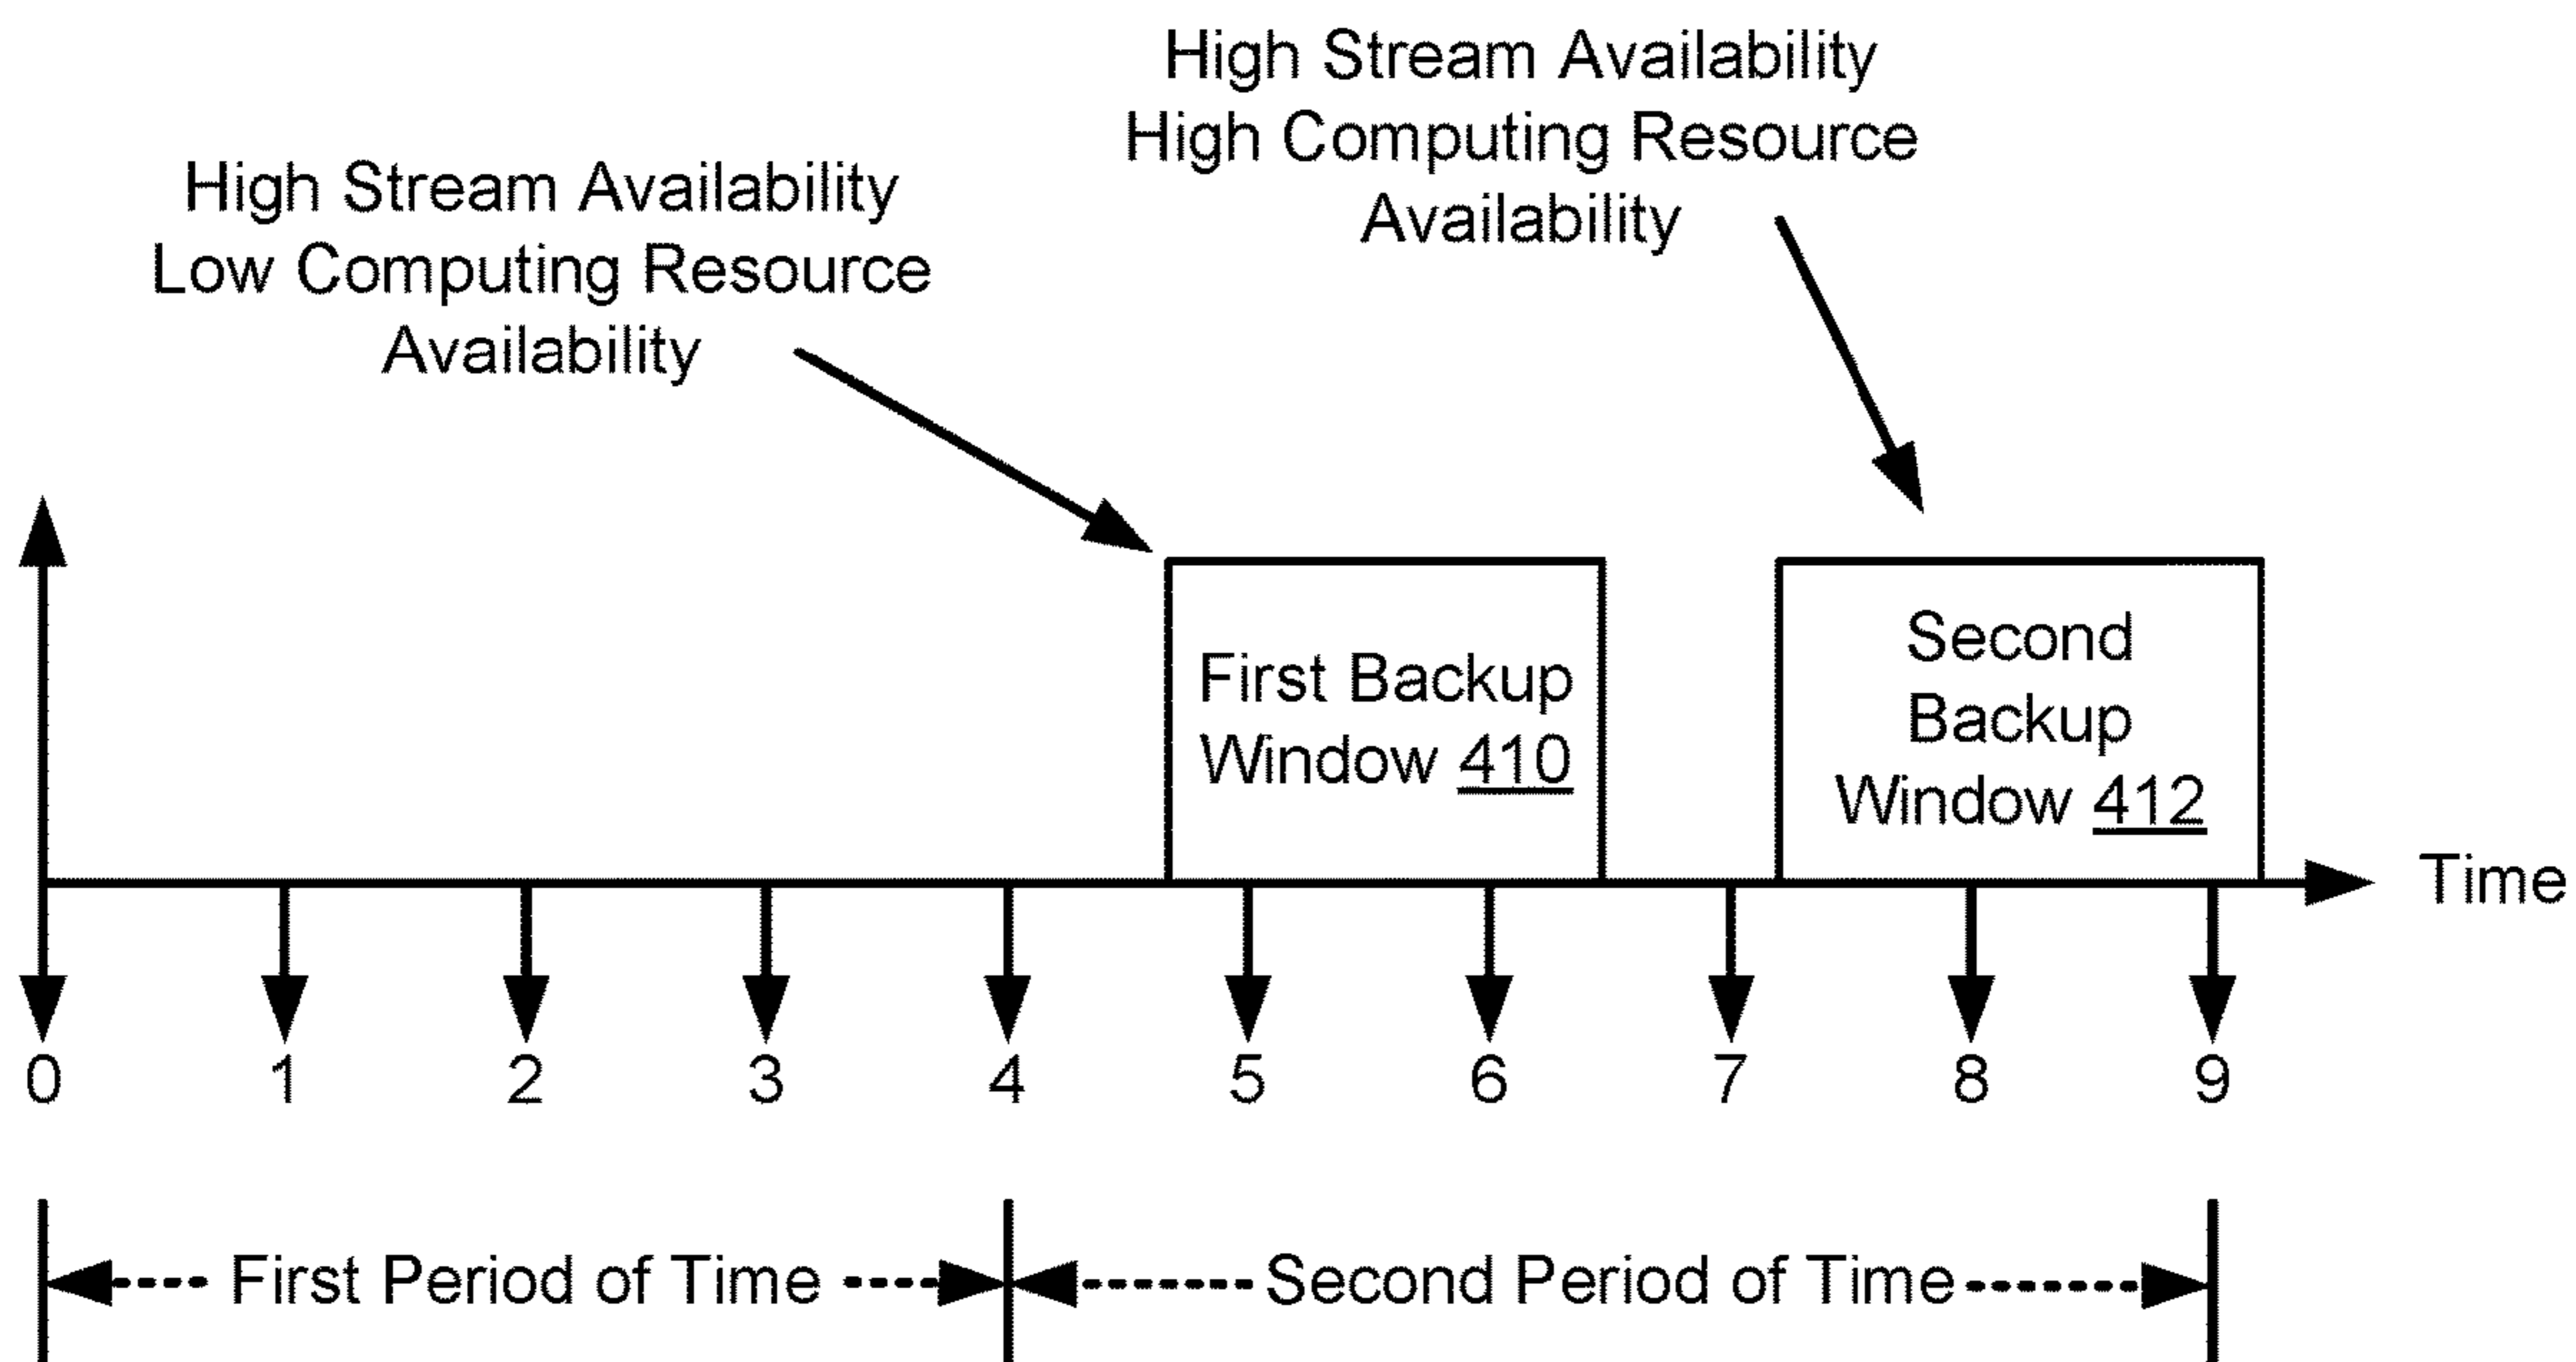 High Stream Availability
High Computing Resource
Availability
High Stream Availability
Low Computing Resource
Availability
First Backup
Window 410
Second
Backup
Window 412
Time
0 1 2 3 4 5 6 7 8 9
First Period of Time
Second Period of Time